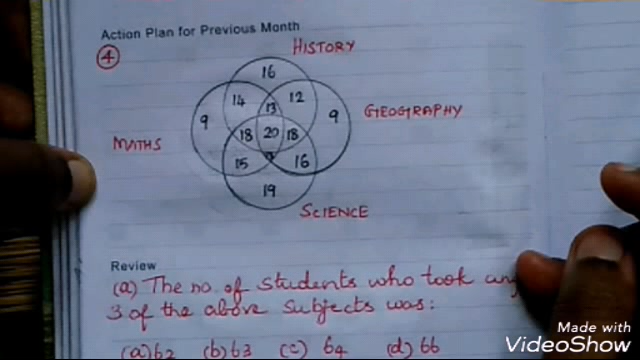 Action Plan for Previous Month
4
HISTORY
16
14 13 12
9 9
GEOGRAPHY
18 20 18
MATHS
15 16
19
SCIENCE
Review
(a) The no. of students who took any
3 of the above subjects was:
(a) 62 (b) 63 (c) 64 (d) 66
Made with
VideoShow